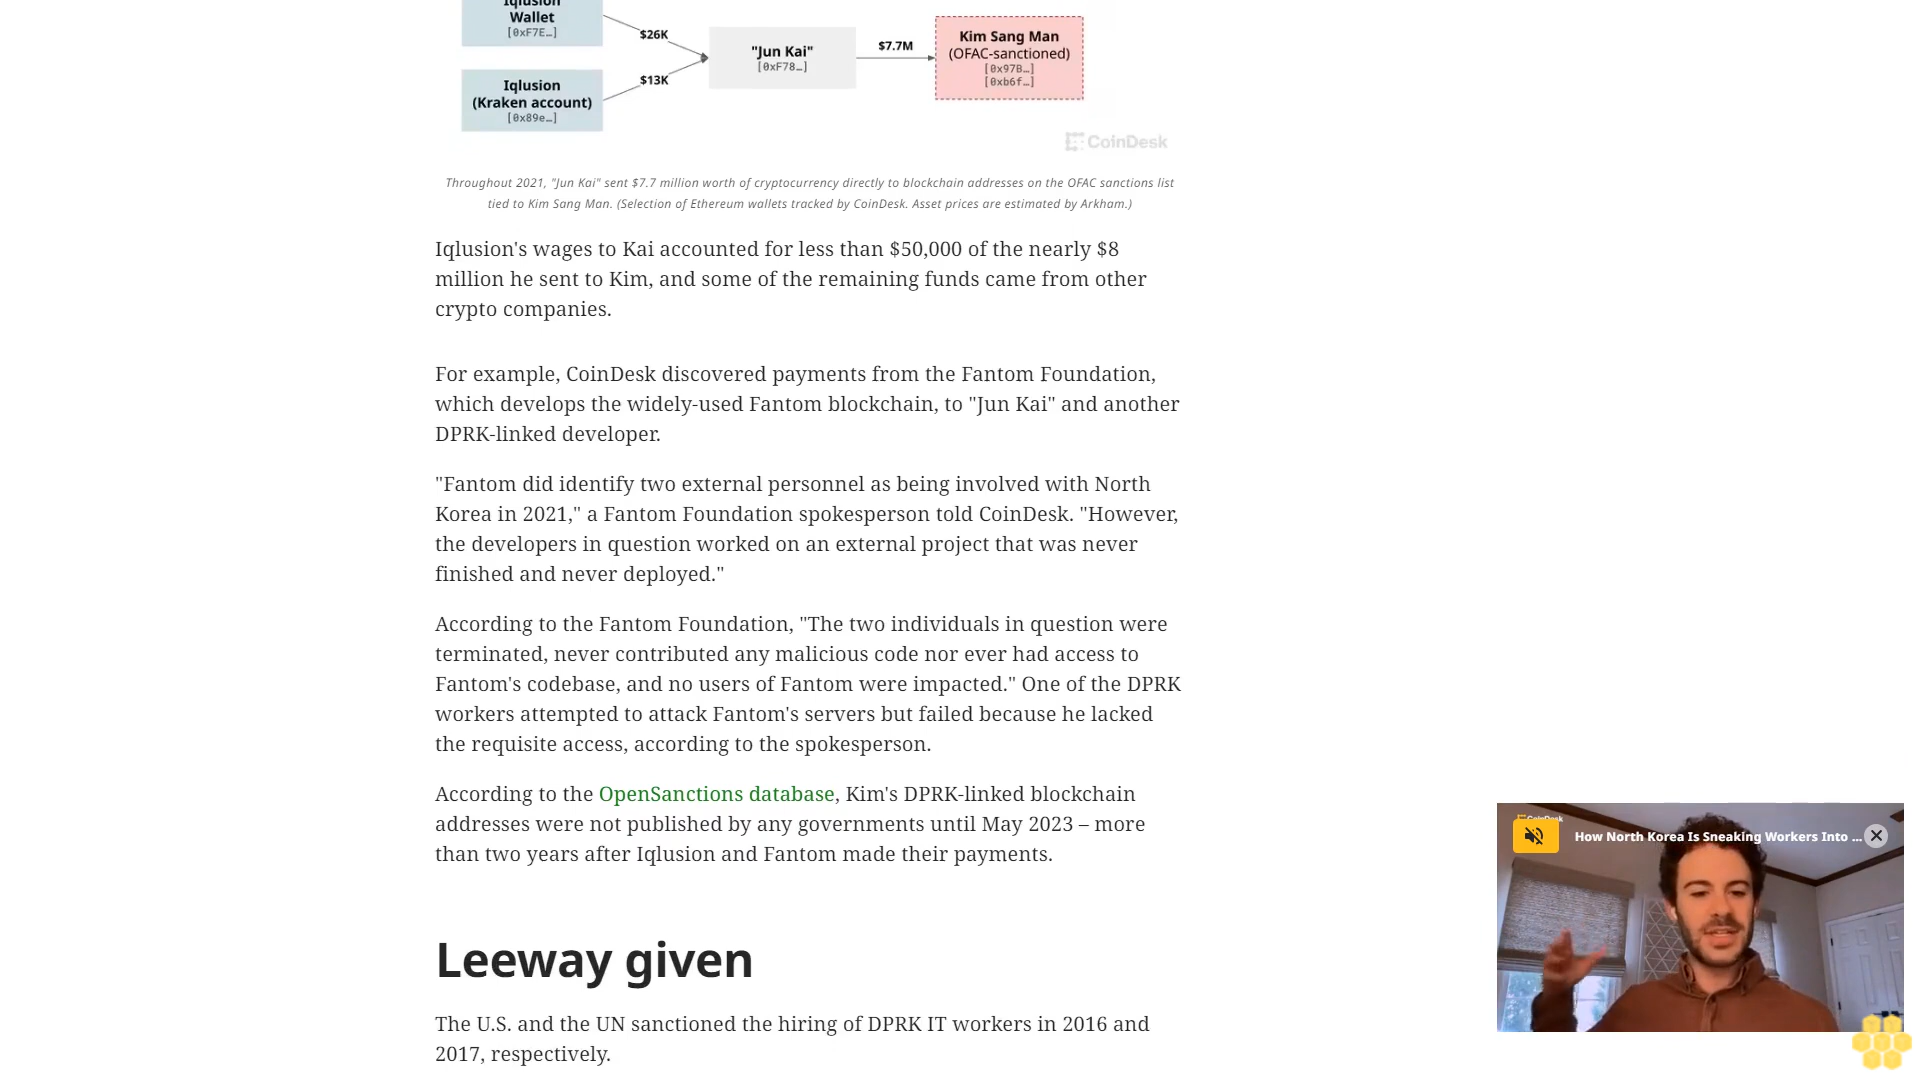 Iqlusion
Wallet
[0xF7E…]
$26K
"Jun Kai"
[0xF78…]
$7.7M
Kim Sang Man
(OFAC-sanctioned)
[0x97B…]
[0xb6f…]
Iqlusion
(Kraken account)
[0x89e…]
$13K
CoinDesk
Throughout 2021, "Jun Kai" sent $7.7 million worth of cryptocurrency directly to blockchain addresses on the OFAC sanctions list
tied to Kim Sang Man. (Selection of Ethereum wallets tracked by CoinDesk. Asset prices are estimated by Arkham.)
Iqlusion's wages to Kai accounted for less than $50,000 of the nearly $8
million he sent to Kim, and some of the remaining funds came from other
crypto companies.
For example, CoinDesk discovered payments from the Fantom Foundation,
which develops the widely-used Fantom blockchain, to "Jun Kai" and another
DPRK-linked developer.
"Fantom did identify two external personnel as being involved with North
Korea in 2021," a Fantom Foundation spokesperson told CoinDesk. "However,
the developers in question worked on an external project that was never
finished and never deployed."
According to the Fantom Foundation, "The two individuals in question were
terminated, never contributed any malicious code nor ever had access to
Fantom's codebase, and no users of Fantom were impacted." One of the DPRK
workers attempted to attack Fantom's servers but failed because he lacked
the requisite access, according to the spokesperson.
According to the OpenSanctions database, Kim's DPRK-linked blockchain
addresses were not published by any governments until May 2023 – more
than two years after Iqlusion and Fantom made their payments.
CoinDesk
How North Korea Is Sneaking Workers Into ...
Leeway given
The U.S. and the UN sanctioned the hiring of DPRK IT workers in 2016 and
2017, respectively.